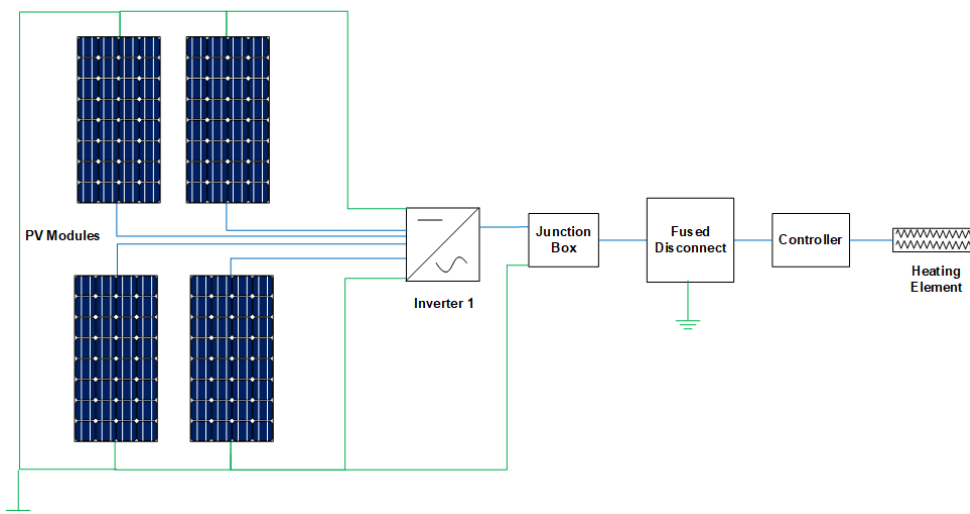 PV Modules
Inverter 1
Junction
Box
Fused
Disconnect
Controller
Heating
Element